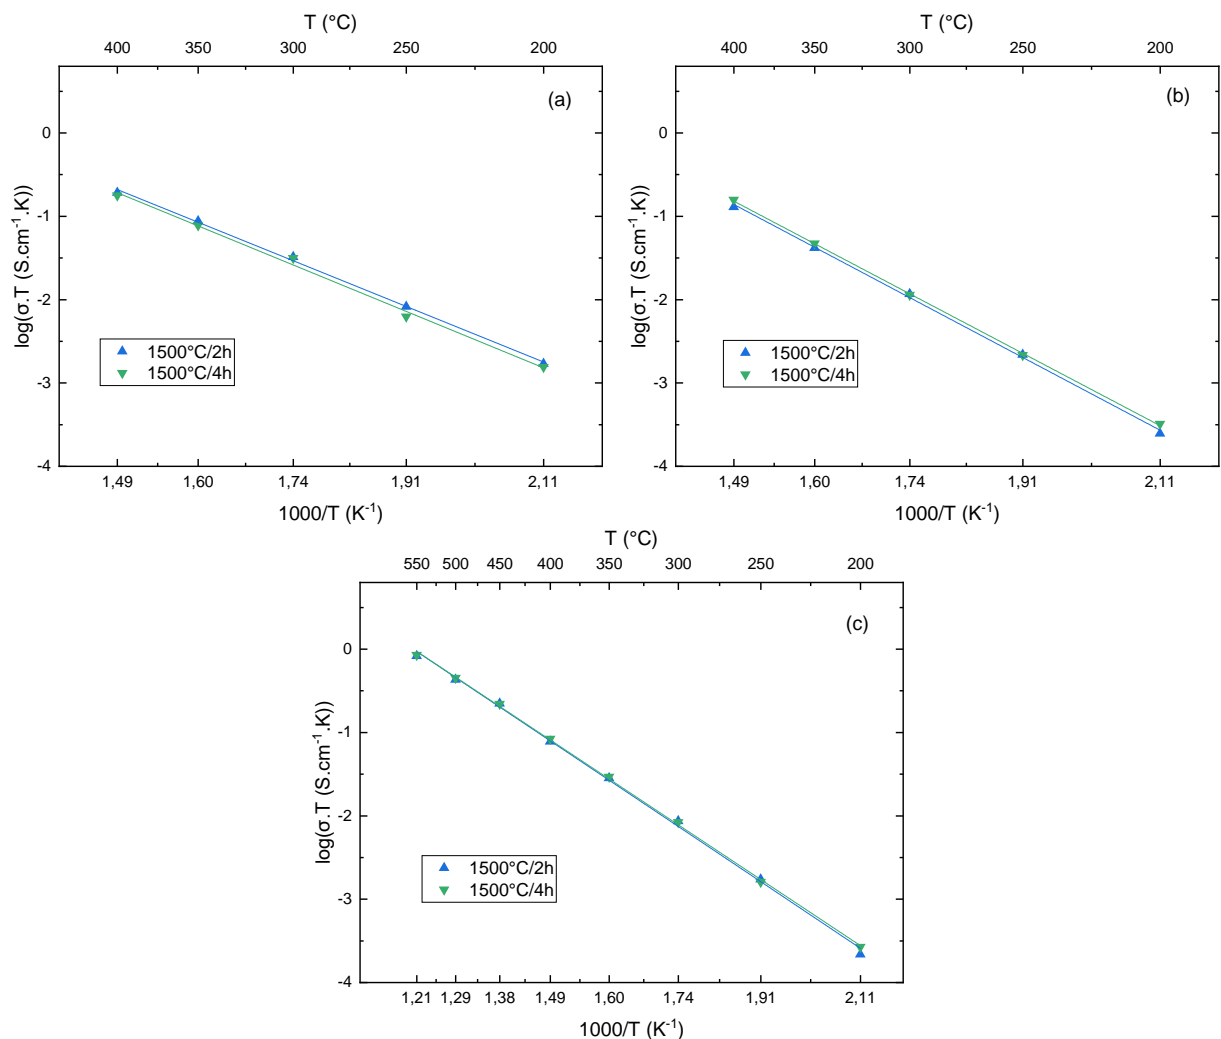 T (°C)
400 350 300 250 200
(a)
0
-1
-2
-3
-4
log(σ.T (S.cm⁻¹.K))
1500°C/2h
1500°C/4h
1,49 1,60 1,74 1,91 2,11
1000/T (K⁻¹)
T (°C)
400 350 300 250 200
(b)
0
-1
-2
-3
-4
log(σ.T (S.cm⁻¹.K))
1500°C/2h
1500°C/4h
1,49 1,60 1,74 1,91 2,11
1000/T (K⁻¹)
T (°C)
550 500 450 400 350 300 250 200
(c)
0
-1
-2
-3
-4
log(σ.T (S.cm⁻¹.K))
1500°C/2h
1500°C/4h
1,21 1,29 1,38 1,49 1,60 1,74 1,91 2,11
1000/T (K⁻¹)